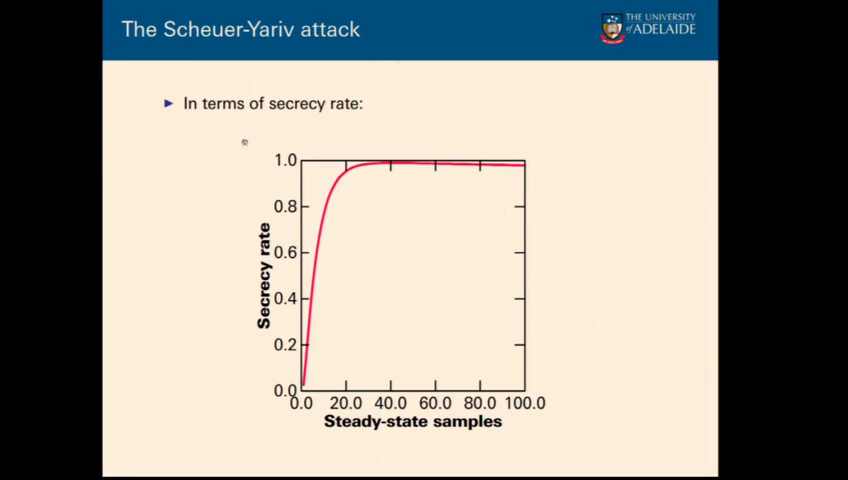 The Scheuer-Yariv attack
THE UNIVERSITY
of ADELAIDE
In terms of secrecy rate:
1.0
0.8
0.6
0.4
0.2
0.0
Secrecy rate
0.0 20.0 40.0 60.0 80.0 100.0
Steady-state samples